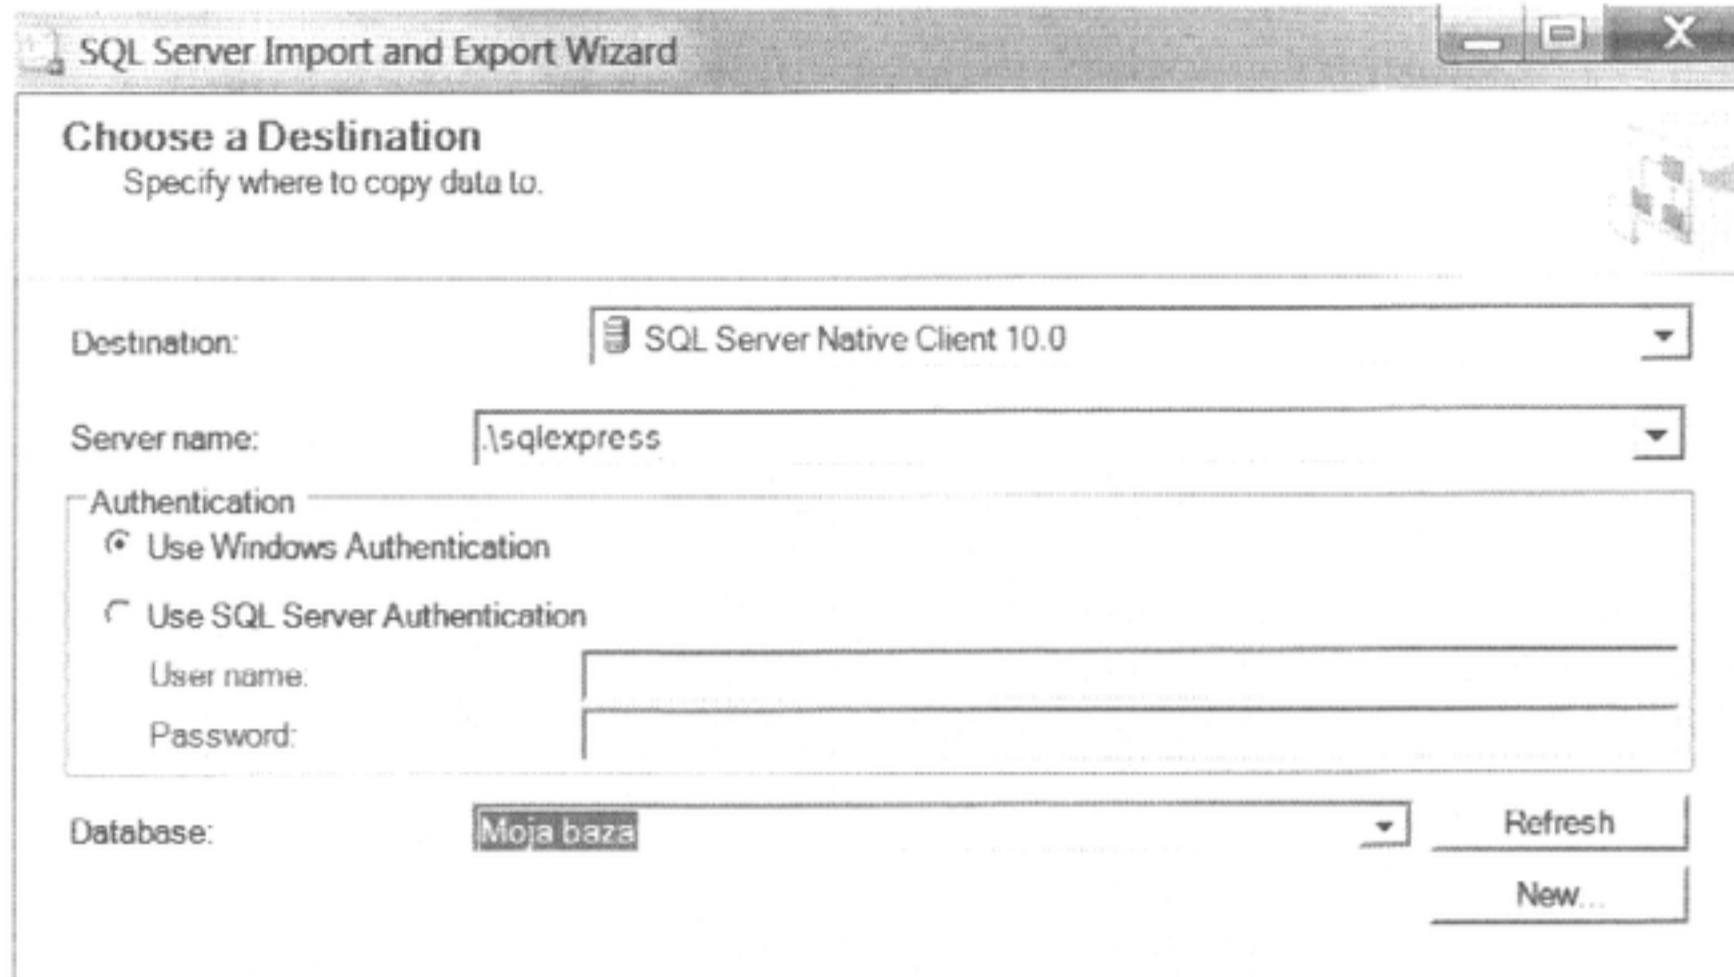 SQL Server Import and Export Wizard
Choose a Destination
Specify where to copy data to.
Destination:
SQL Server Native Client 10.0
Server name:
.\sqlexpress
Authentication
Use Windows Authentication
Use SQL Server Authentication
User name:
Password:
Database:
Moja baza
Refresh
New...